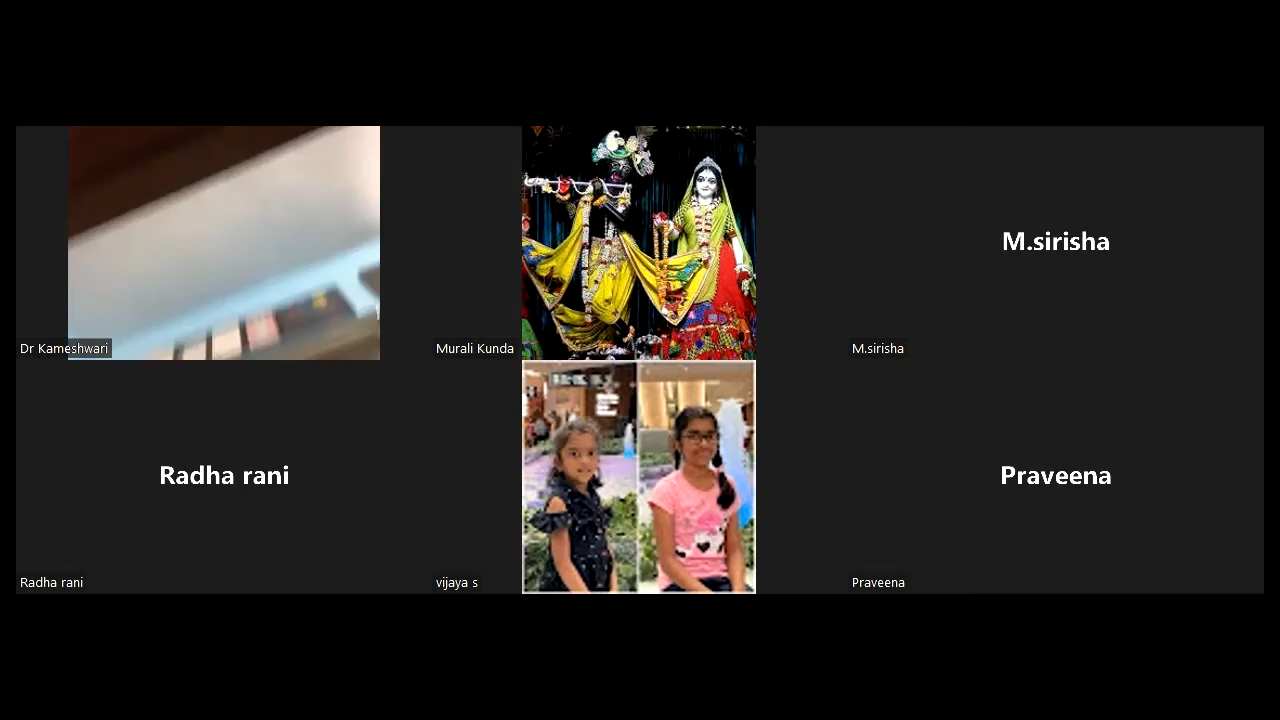 M.sirisha
Dr Kameshwari
Murali Kunda
M.sirisha
Radha rani
Praveena
Radha rani
vijaya s
Praveena